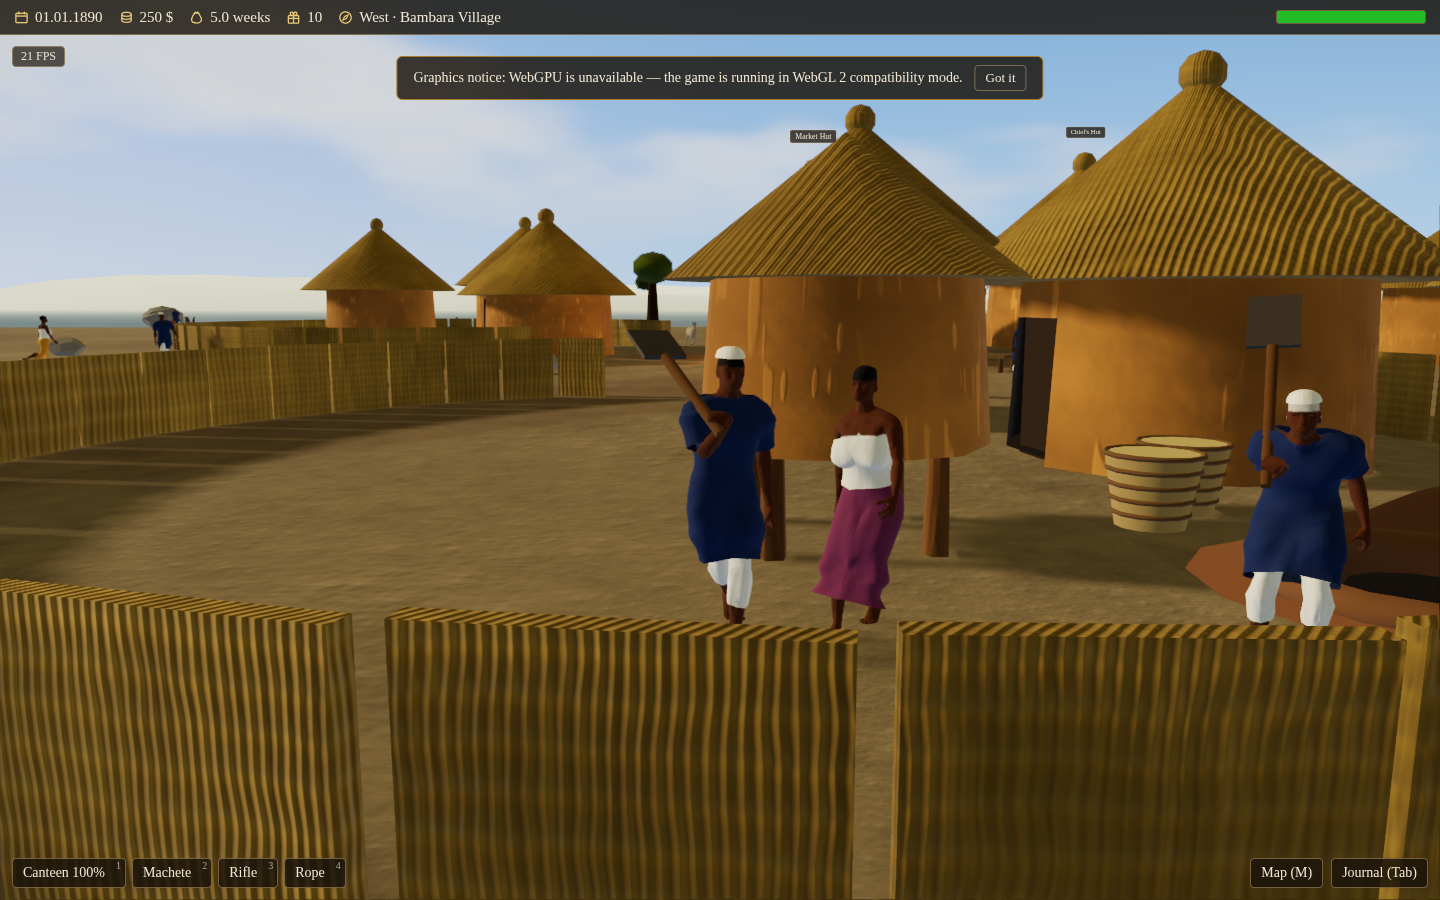 01.01.1890 250 $ 5.0 weeks 10 West · Bambara Village
21 FPS
Graphics notice: WebGPU is unavailable — the game is running in WebGL 2 compatibility mode. Got it
Market Hut
Chief's Hut
Canteen 100% 1 Machete 2 Rifle 3 Rope 4
Map (M) Journal (Tab)